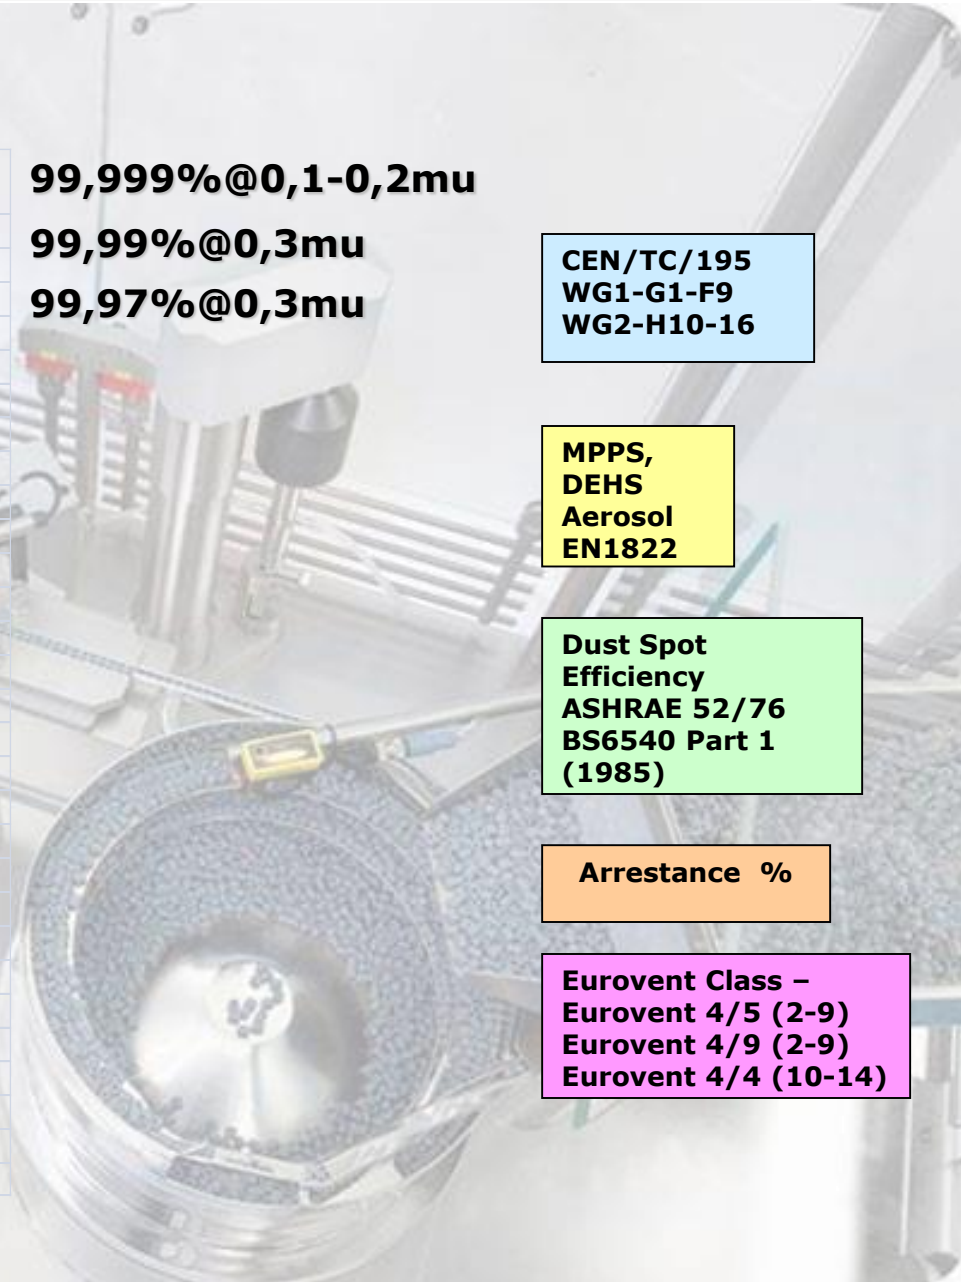 99,999%@0,1-0,2mu
99,99%@0,3mu
99,97%@0,3mu
CEN/TC/195
WG1-G1-F9
WG2-H10-16
MPPS,
DEHS
Aerosol
EN1822
Dust Spot
Efficiency
ASHRAE 52/76
BS6540 Part 1
(1985)
Arrestance %
Eurovent Class –
Eurovent 4/5 (2-9)
Eurovent 4/9 (2-9)
Eurovent 4/4 (10-14)